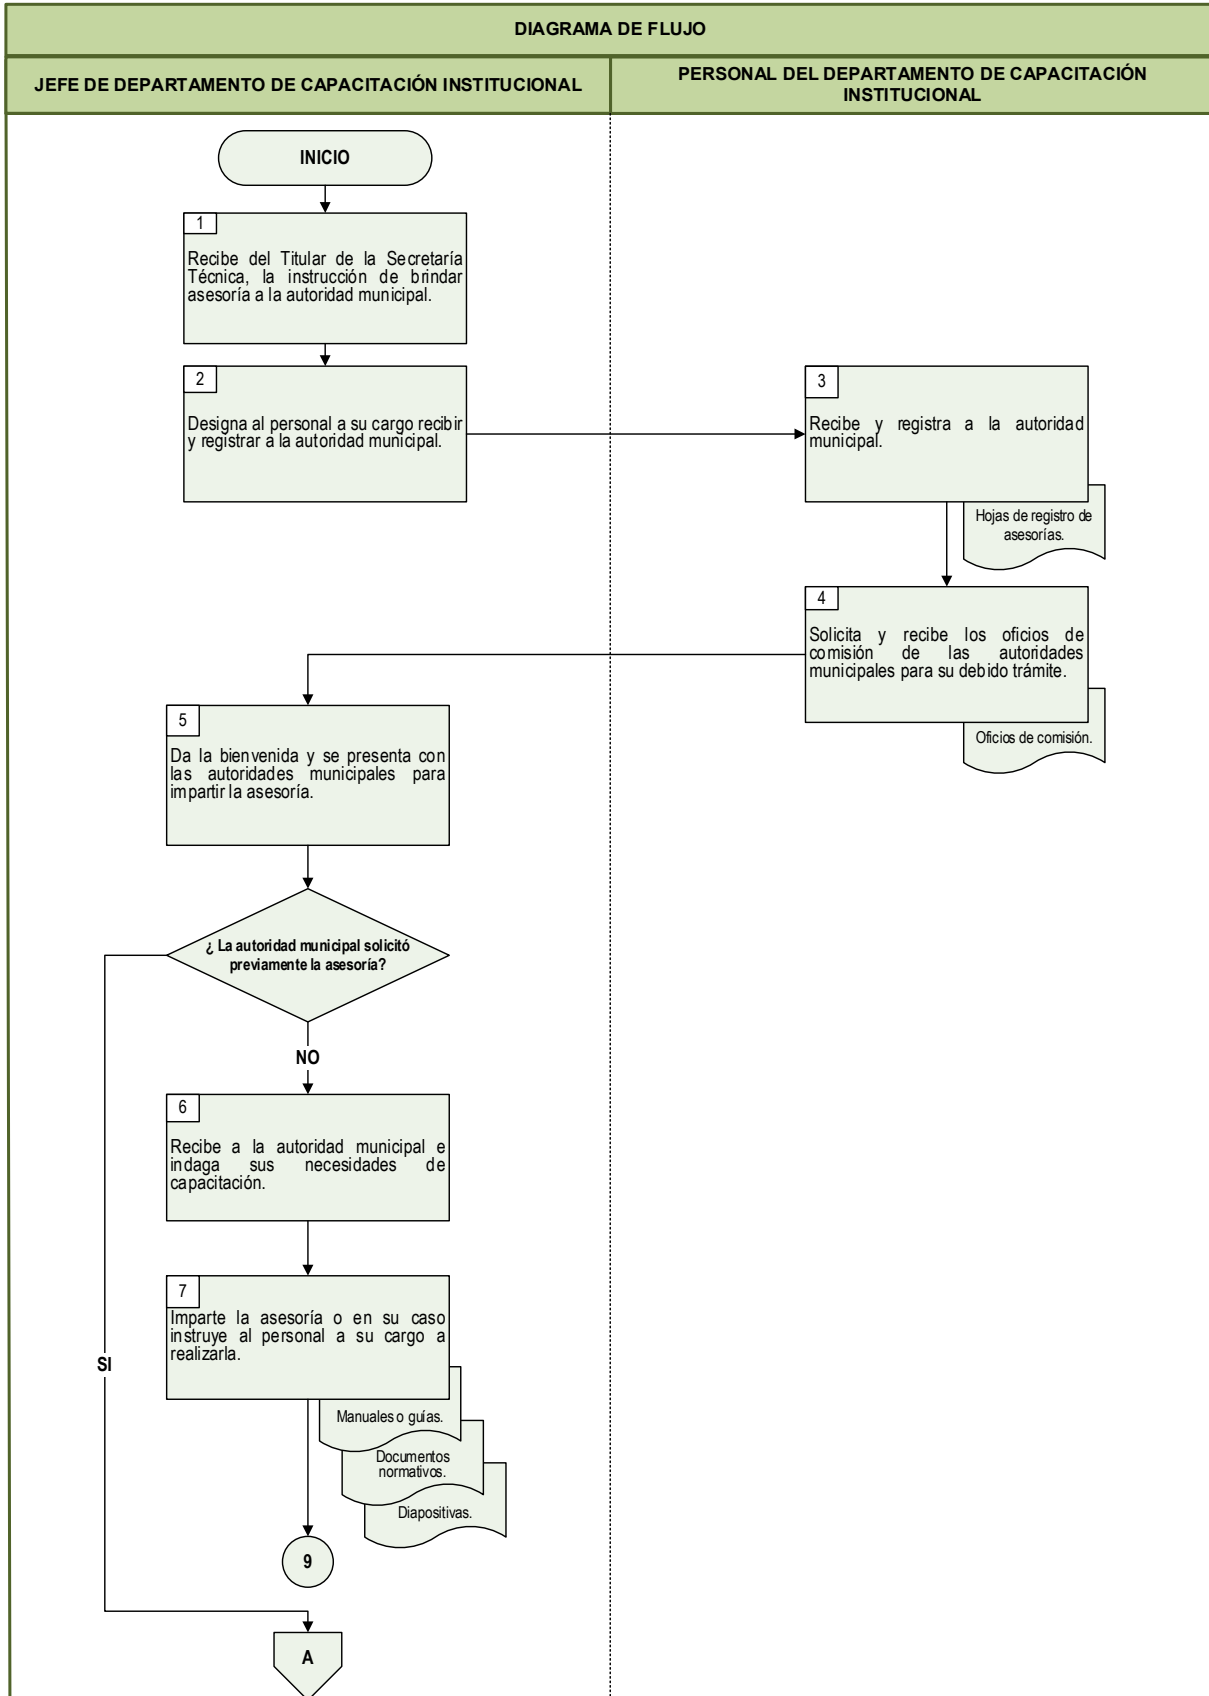 DIAGRAMA DE FLUJO
JEFE DE DEPARTAMENTO DE CAPACITACIÓN INSTITUCIONAL
PERSONAL DEL DEPARTAMENTO DE CAPACITACIÓN
INSTITUCIONAL
INICIO
1
Recibe del Titular de la Secretaría
Técnica, la instrucción de brindar
asesoría a la autoridad municipal.
2
Designa al personal a su cargo recibir
y registrar a la autoridad municipal.
3
Recibe y registra a la autoridad
municipal.
Hojas de registro de
asesorías.
4
Solicita y recibe los oficios de
comisión de las autoridades
municipales para su debido trámite.
Oficios de comisión.
5
Da la bienvenida y se presenta con
las autoridades municipales para
impartir la asesoría.
¿ La autoridad municipal solicitó
previamente la asesoría?
NO
6
Recibe a la autoridad municipal e
indaga sus necesidades de
capacitación.
7
Imparte la asesoría o en su caso
instruye al personal a su cargo a
realizarla.
SI
Manuales o guías.
Documentos
normativos.
Diapositivas.
9
A